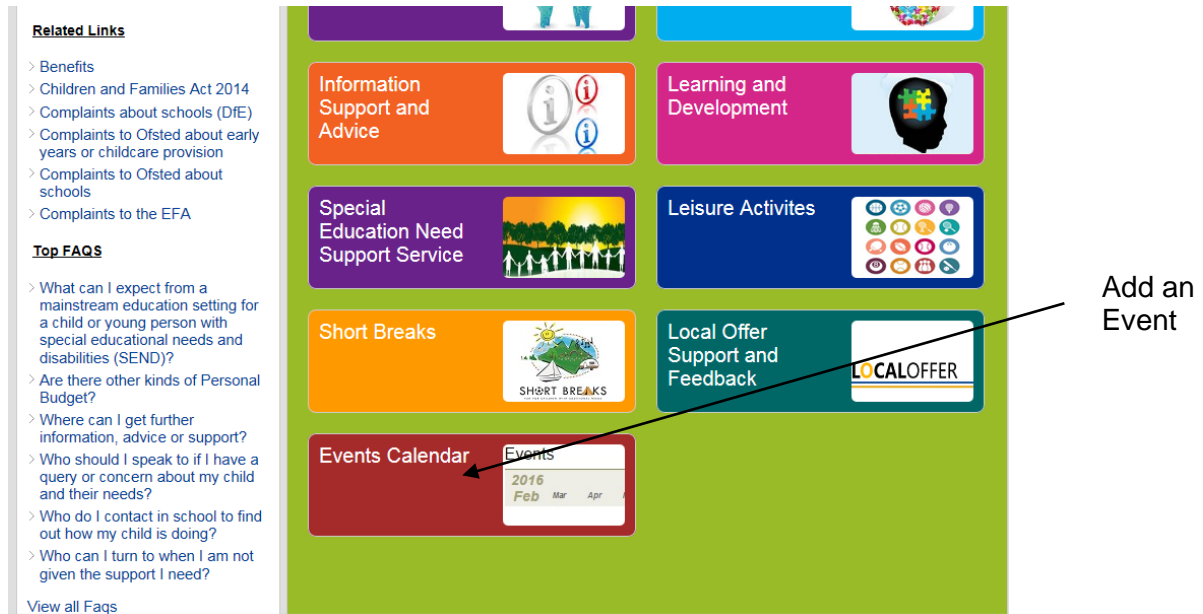 Related Links
> Benefits
> Children and Families Act 2014
> Complaints about schools (DfE)
> Complaints to Ofsted about early
years or childcare provision
> Complaints to Ofsted about
schools
> Complaints to the EFA
Top FAQS
> What can I expect from a
mainstream education setting for
a child or young person with
special educational needs and
disabilities (SEND)?
> Are there other kinds of Personal
Budget?
> Where can I get further
information, advice or support?
> Who should I speak to if I have a
query or concern about my child
and their needs?
> Who do I contact in school to find
out how my child is doing?
> Who can I turn to when I am not
given the support I need?
View all Faqs
Information
Support and
Advice
i
i
i
Learning and
Development
Special
Education Need
Support Service
Leisure Activites
Short Breaks
SHORT BREAKS
Local Offer
Support and
Feedback
LOCALOFFER
Events Calendar
Events
2016
Feb Mar Apr
Add an
Event